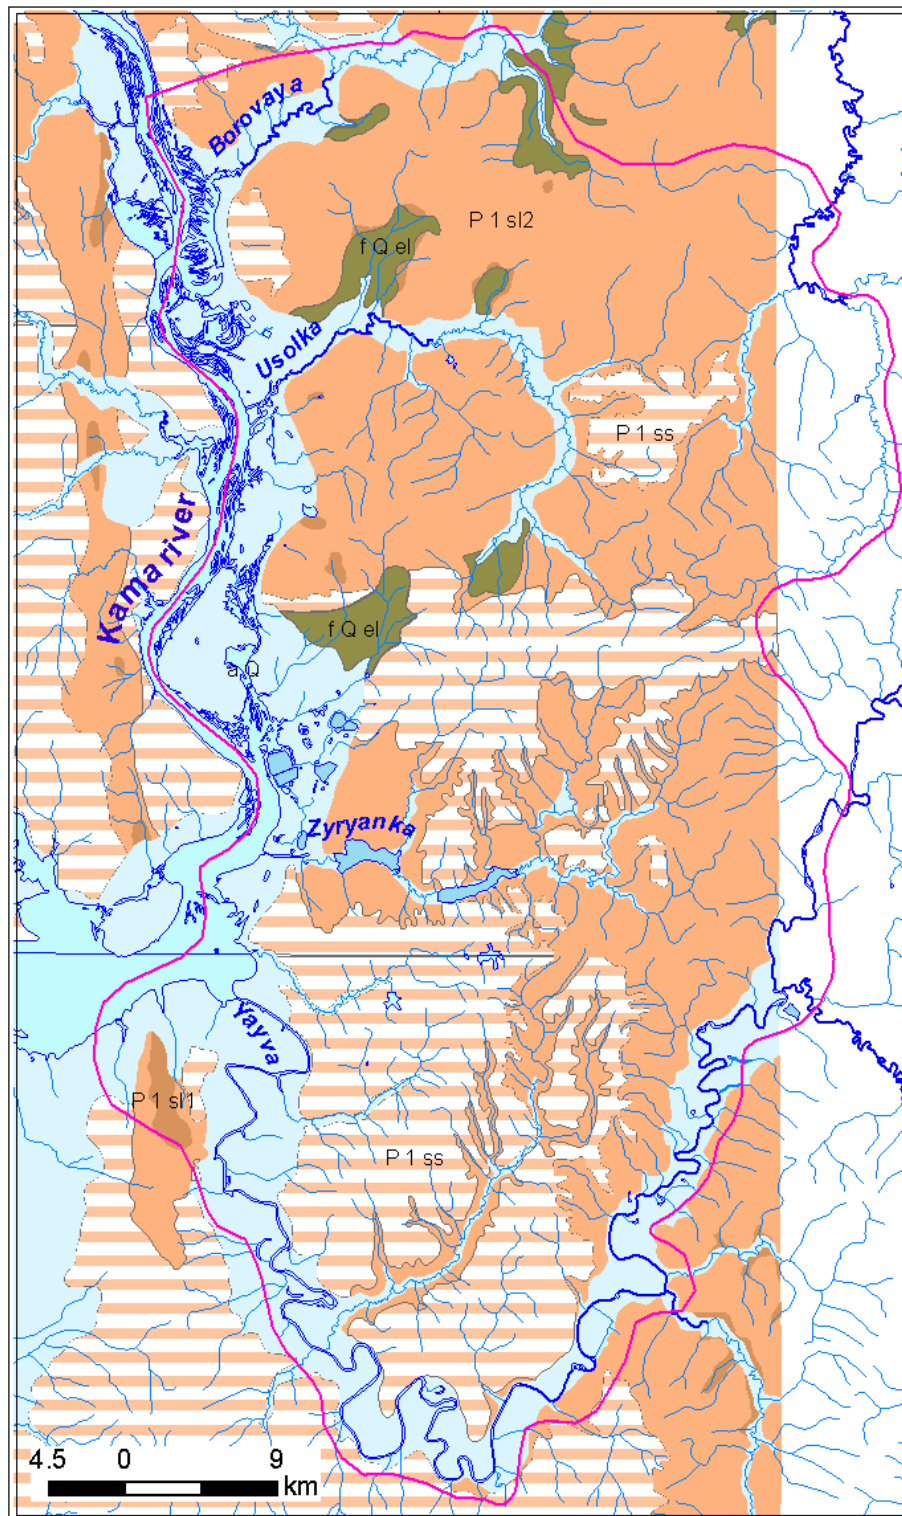 Borovaya
P 1 sl2
f Q el
Usolka
P 1 ss
Kama river
f Q el
a Q
Zyryanka
Yayva
P 1 sl1
P 1 ss
4.5 0 9
km